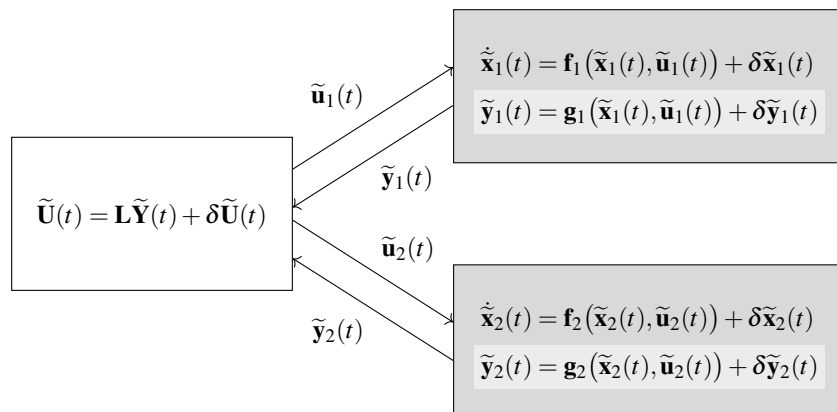 𝐱̃̇₁(t) = 𝐟₁(𝐱̃₁(t), 𝐮̃₁(t)) + δ𝐱̃₁(t)
𝐲̃₁(t) = 𝐠₁(𝐱̃₁(t), 𝐮̃₁(t)) + δ𝐲̃₁(t)
𝐮̃₁(t)
𝐲̃₁(t)
𝐔̃(t) = 𝐋𝐘̃(t) + δ𝐔̃(t)
𝐮̃₂(t)
𝐲̃₂(t)
𝐱̃̇₂(t) = 𝐟₂(𝐱̃₂(t), 𝐮̃₂(t)) + δ𝐱̃₂(t)
𝐲̃₂(t) = 𝐠₂(𝐱̃₂(t), 𝐮̃₂(t)) + δ𝐲̃₂(t)